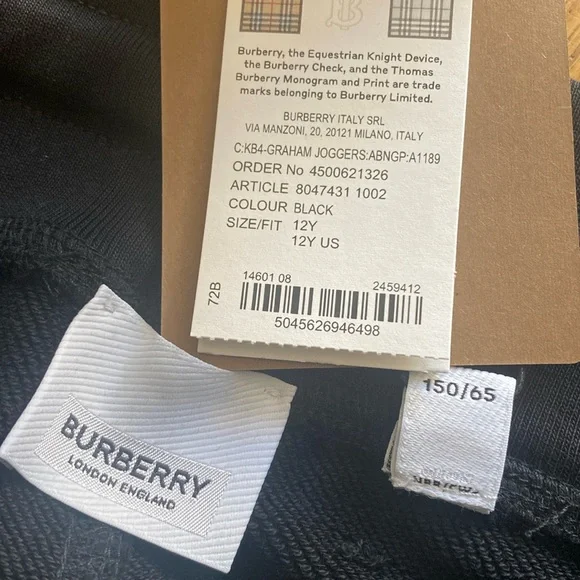 Burberry, the Equestrian Knight Device,
the Burberry Check, and the Thomas
Burberry Monogram and Print are trade
marks belonging to Burberry Limited.
BURBERRY ITALY SRL
VIA MANZONI, 20, 20121 MILANO, ITALY
C:KB4-GRAHAM JOGGERS:ABNGP:A1189
ORDER No 4500621326
ARTICLE 8047431 1002
COLOUR BLACK
SIZE/FIT 12Y
12Y US
72B
14601 08 2459412
5045626946498
150/65
BURBERRY
LONDON ENGLAND